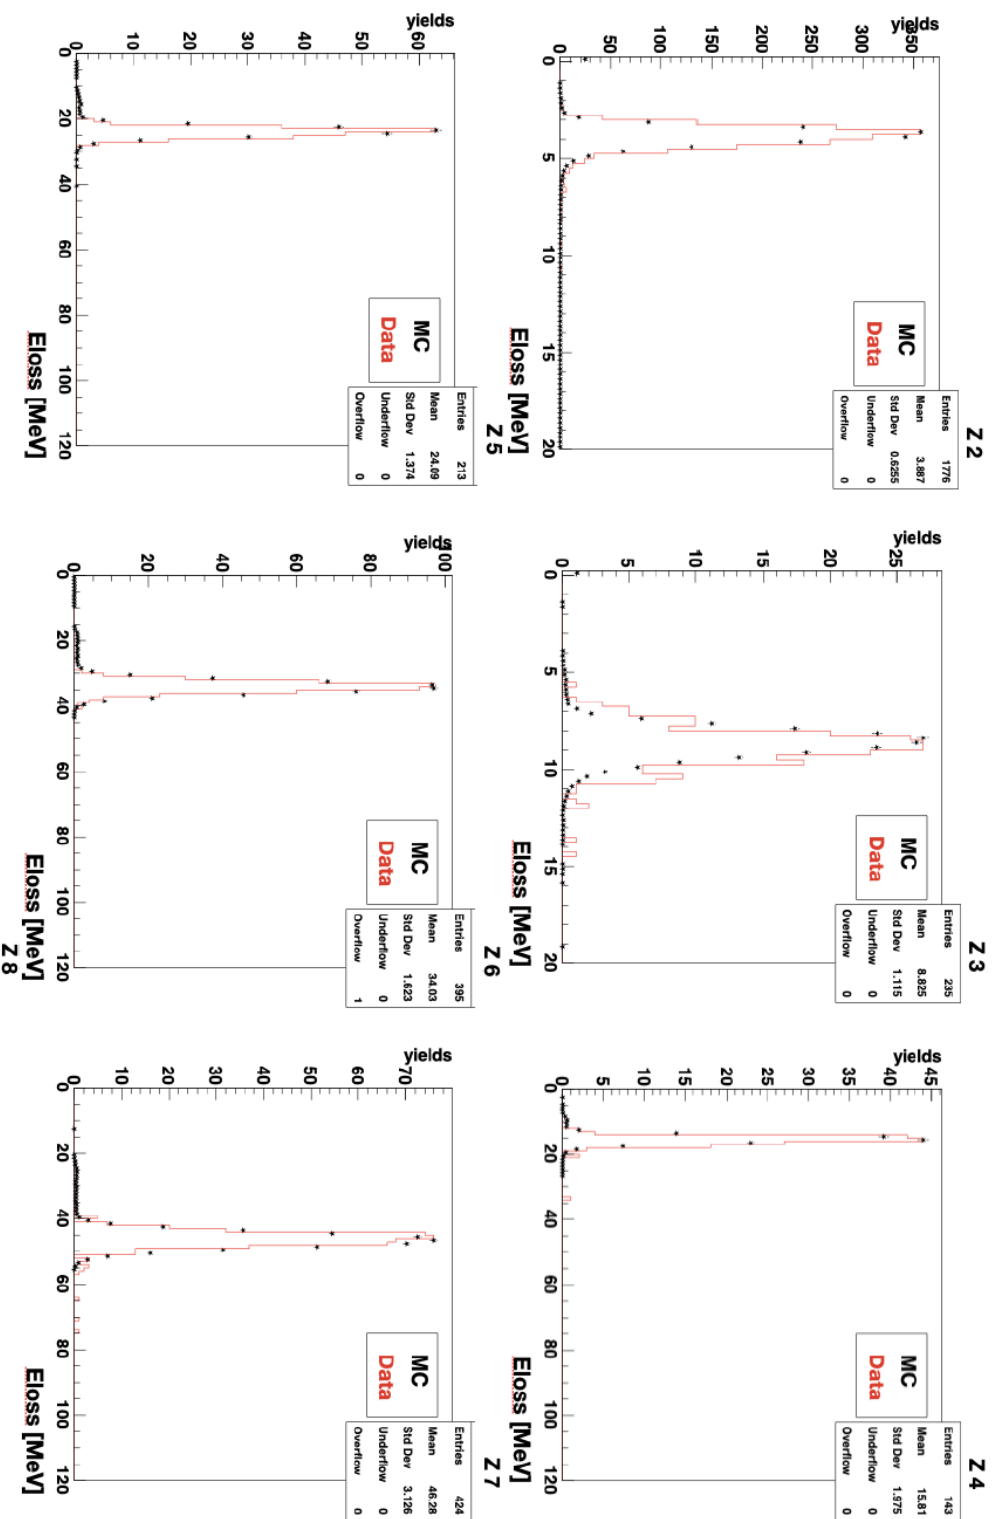 Z 2
Entries 1776
Mean 3.887
Std Dev 0.6255
Underflow 0
Overflow 0
MC
Data
yields
350
300
250
200
150
100
50
0
0 5 10 15 20
Eloss [MeV]
Z 3
Entries 235
Mean 8.825
Std Dev 1.115
Underflow 0
Overflow 0
MC
Data
yields
25
20
15
10
5
0
0 5 10 15 20
Eloss [MeV]
Z 4
Entries 143
Mean 15.81
Std Dev 1.975
Underflow 0
Overflow 0
MC
Data
yields
45
40
35
30
25
20
15
10
5
0
0 20 40 60 80 100 120
Eloss [MeV]
Z 5
Entries 213
Mean 24.09
Std Dev 1.374
Underflow 0
Overflow 0
MC
Data
yields
60
50
40
30
20
10
0
0 20 40 60 80 100 120
Eloss [MeV]
Z 6
Entries 395
Mean 34.03
Std Dev 1.623
Underflow 0
Overflow 1
MC
Data
yields
100
80
60
40
20
0
0 20 40 60 80 100 120
Eloss [MeV]
Z 7
Entries 424
Mean 46.28
Std Dev 3.126
Underflow 0
Overflow 0
MC
Data
yields
70
60
50
40
30
20
10
0
0 20 40 60 80 100 120
Eloss [MeV]
Z 8